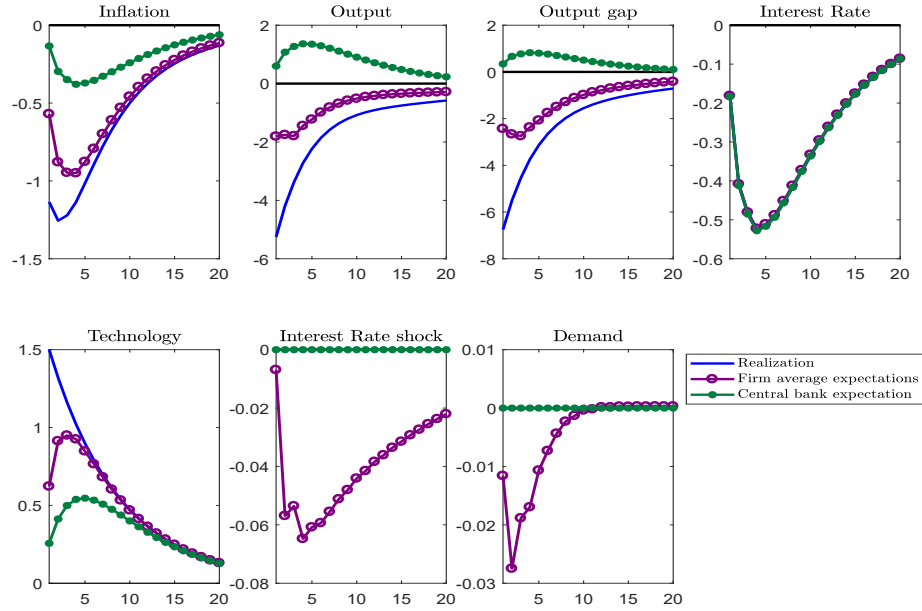 Inflation
0
-0.5
-1
-1.5
5 10 15 20
Output
2
0
-2
-4
-6
5 10 15 20
Output gap
2
0
-2
-4
-6
-8
5 10 15 20
Interest Rate
0
-0.1
-0.2
-0.3
-0.4
-0.5
-0.6
5 10 15 20
Technology
1.5
1
0.5
0
5 10 15 20
Interest Rate shock
0
-0.02
-0.04
-0.06
-0.08
5 10 15 20
Demand
0.01
0
-0.01
-0.02
-0.03
5 10 15 20
Realization
Firm average expectations
Central bank expectation